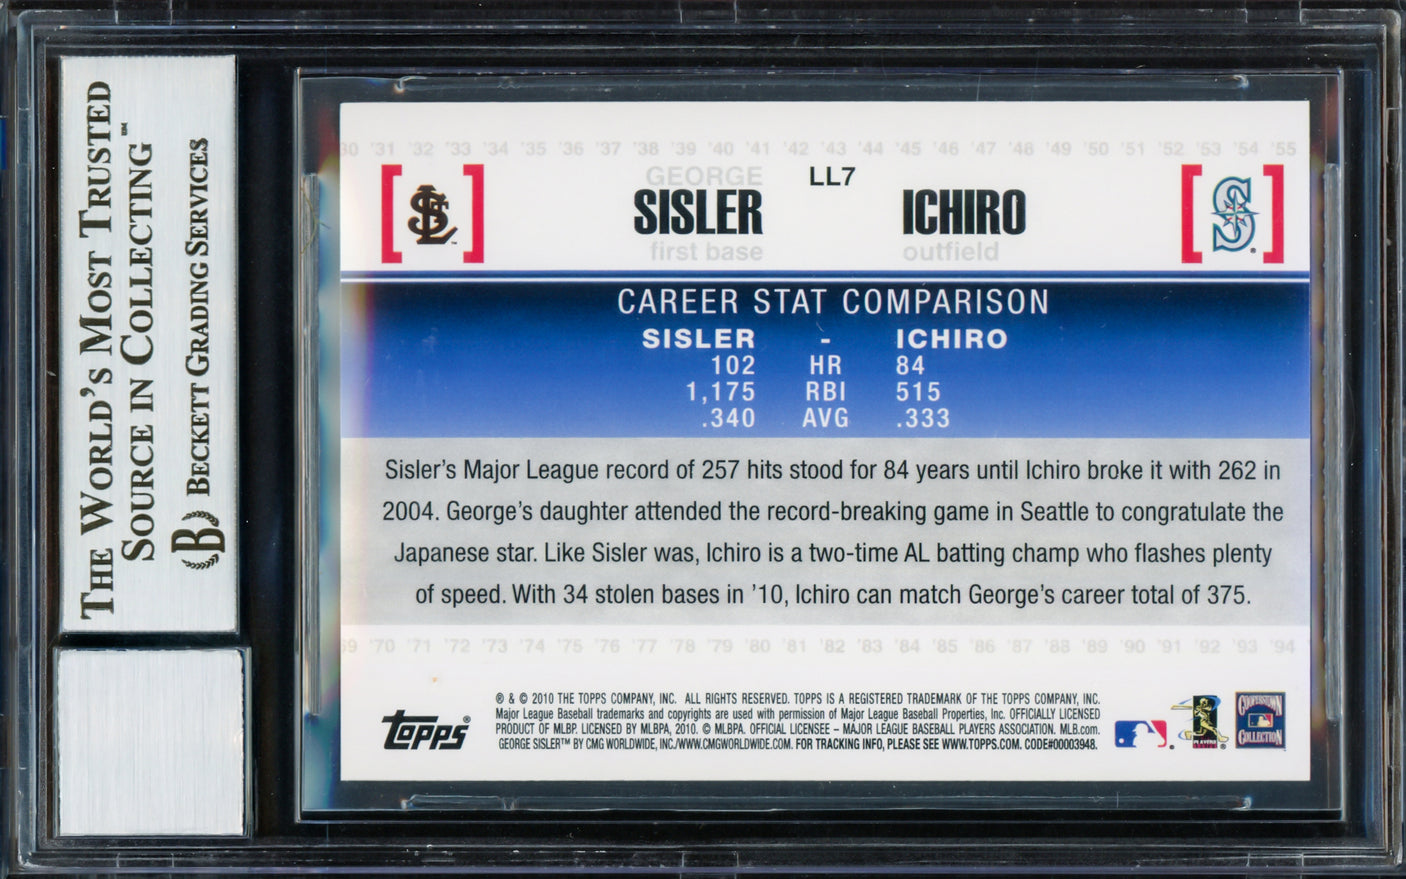 THE WORLD'S MOST TRUSTED
SOURCE IN COLLECTING™
BECKETT GRADING SERVICES
B
30 '31 '32 '33 '34 '35 '36 '37 '38 '39 '40 '41 '42 '43 '44 '45 '46 '47 '48 '49 '50 '51 '52 '53 '54 '55
LL7
GEORGE
SISLER
first base
ICHIRO
outfield
CAREER STAT COMPARISON
SISLER - ICHIRO
102 HR 84
1,175 RBI 515
.340 AVG .333
Sisler's Major League record of 257 hits stood for 84 years until Ichiro broke it with 262 in
2004. George's daughter attended the record-breaking game in Seattle to congratulate the
Japanese star. Like Sisler was, Ichiro is a two-time AL batting champ who flashes plenty
of speed. With 34 stolen bases in '10, Ichiro can match George's career total of 375.
69 '70 '71 '72 '73 '74 '75 '76 '77 '78 '79 '80 '81 '82 '83 '84 '85 '86 '87 '88 '89 '90 '91 '92 '93 '94
Topps®
® & © 2010 THE TOPPS COMPANY, INC. ALL RIGHTS RESERVED. TOPPS IS A REGISTERED TRADEMARK OF THE TOPPS COMPANY, INC.
Major League Baseball trademarks and copyrights are used with permission of Major League Baseball Properties, Inc. OFFICIALLY LICENSED
PRODUCT OF MLBP. LICENSED BY MLBPA, 2010. © MLBPA. OFFICIAL LICENSEE - MAJOR LEAGUE BASEBALL PLAYERS ASSOCIATION. MLB.com.
GEORGE SISLER™ BY CMG WORLDWIDE, INC./WWW.CMGWORLDWIDE.COM. FOR TRACKING INFO, PLEASE SEE WWW.TOPPS.COM. CODE#00003948.
PLAYERS
COOPERSTOWN
COLLECTION